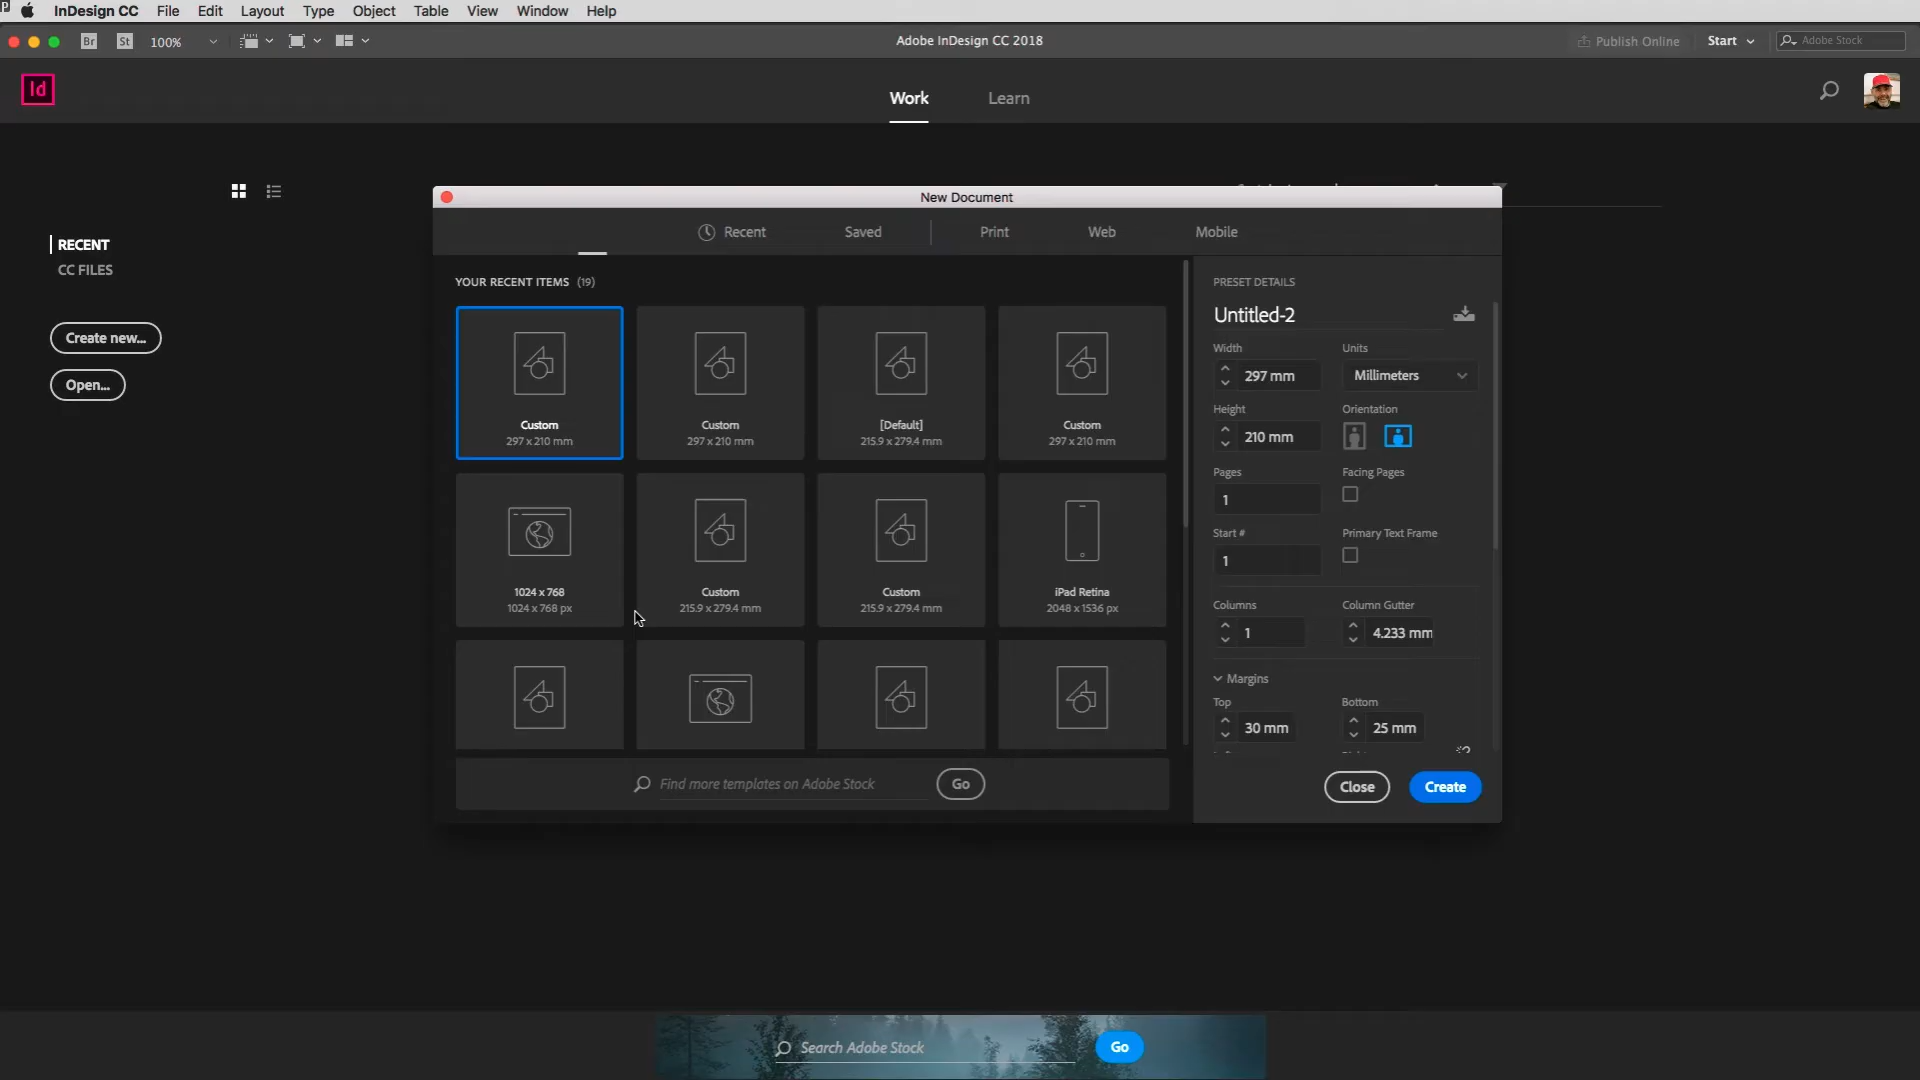 InDesign CC File Edit Layout Type Object Table View Window Help
Br St 100% Adobe InDesign CC 2018 Publish Online Start Adobe Stock
Id Work Learn
New Document
Recent Saved Print Web Mobile
RECENT
CC FILES
Create new...
Open...
YOUR RECENT ITEMS (19)
Custom
297 x 210 mm
Custom
297 x 210 mm
[Default]
215.9 x 279.4 mm
Custom
297 x 210 mm
1024 x 768
1024 x 768 px
Custom
215.9 x 279.4 mm
Custom
215.9 x 279.4 mm
iPad Retina
2048 x 1536 px
Find more templates on Adobe Stock Go
PRESET DETAILS
Untitled-2
Width Units
297 mm Millimeters
Height Orientation
210 mm
Pages Facing Pages
1
Start # Primary Text Frame
1
Columns Column Gutter
1 4.233 mm
Margins
Top Bottom
30 mm 25 mm
Close Create
Search Adobe Stock Go